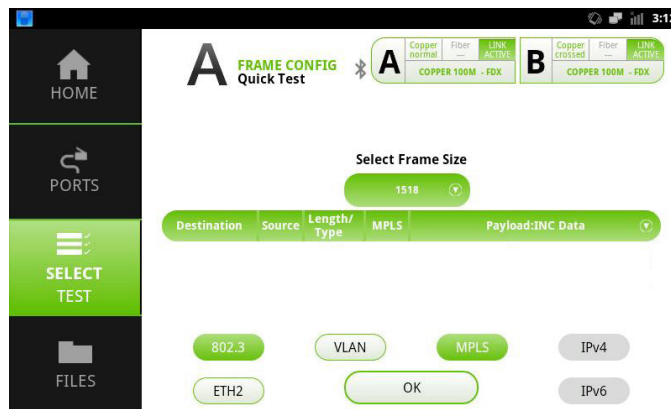 3:12
HOME
PORTS
SELECT
TEST
FILES
A
FRAME CONFIG
Quick Test
A
Copper
normal
Fiber
---
LINK
ACTIVE
COPPER 100M - FDX
B
Copper
crossed
Fiber
---
LINK
ACTIVE
COPPER 100M - FDX
Select Frame Size
1518
Destination
Source
Length/
Type
MPLS
Payload:INC Data
802.3
VLAN
MPLS
IPv4
ETH2
OK
IPv6